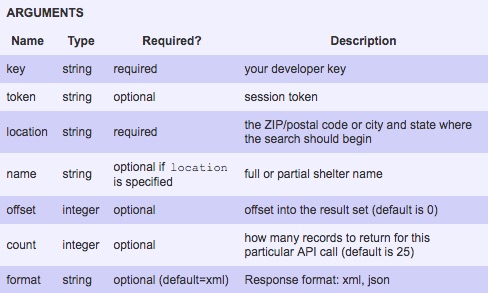 ARGUMENTS
Name Type Required? Description
key string required your developer key
token string optional session token
location string required the ZIP/postal code or city and state where
the search should begin
name string optional if location
is specified full or partial shelter name
offset integer optional offset into the result set (default is 0)
count integer optional how many records to return for this
particular API call (default is 25)
format string optional (default=xml) Response format: xml, json